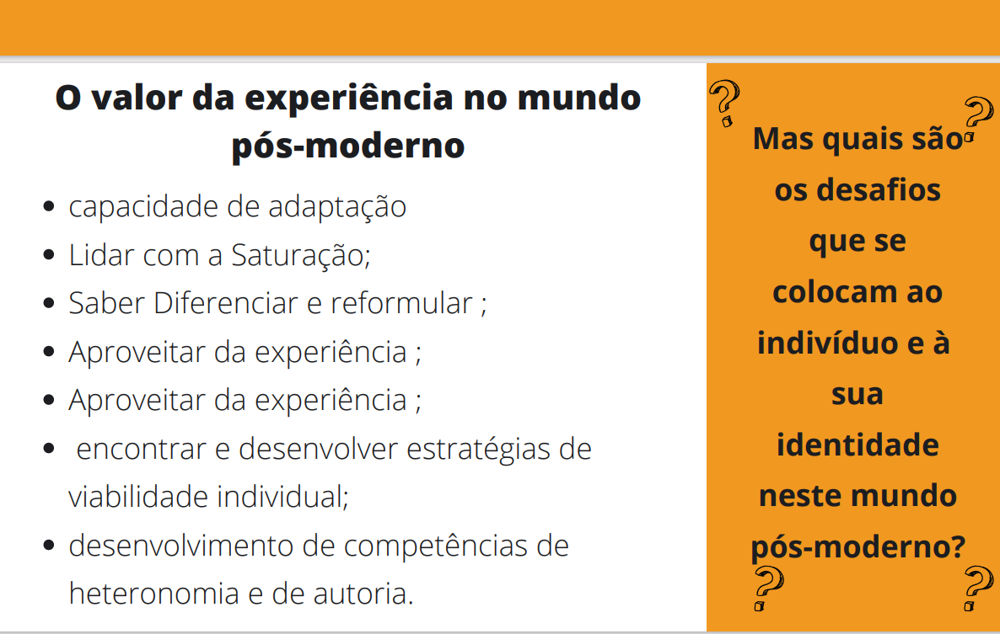 O valor da experiência no mundo
pós-moderno
• capacidade de adaptação
• Lidar com a Saturação;
• Saber Diferenciar e reformular ;
• Aproveitar da experiência ;
• Aproveitar da experiência ;
• encontrar e desenvolver estratégias de
viabilidade individual;
• desenvolvimento de competências de
heteronomia e de autoria.
? ?
Mas quais são
os desafios
que se
colocam ao
indivíduo e à
sua
identidade
neste mundo
pós-moderno?
? ?